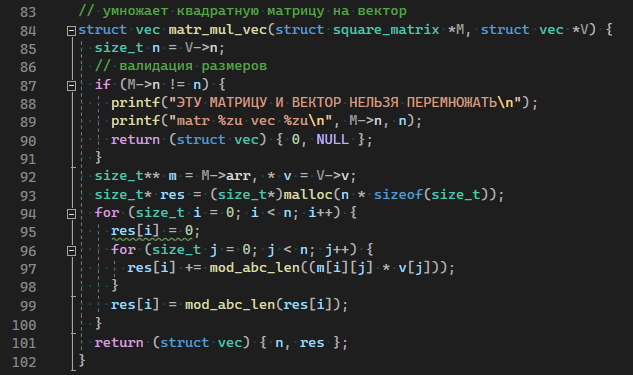 83 // умножает квадратную матрицу на вектор
84 struct vec matr_mul_vec(struct square_matrix *M, struct vec *V) {
85   size_t n = V->n;
86   // валидация размеров
87   if (M->n != n) {
88     printf("ЭТУ МАТРИЦУ И ВЕКТОР НЕЛЬЗЯ ПЕРЕМНОЖАТЬ\n");
89     printf("matr %zu vec %zu\n", M->n, n);
90     return (struct vec) { 0, NULL };
91   }
92   size_t** m = M->arr, * v = V->v;
93   size_t* res = (size_t*)malloc(n * sizeof(size_t));
94   for (size_t i = 0; i < n; i++) {
95     res[i] = 0;
96     for (size_t j = 0; j < n; j++) {
97       res[i] += mod_abc_len((m[i][j] * v[j]));
98     }
99     res[i] = mod_abc_len(res[i]);
100   }
101   return (struct vec) { n, res };
102 }